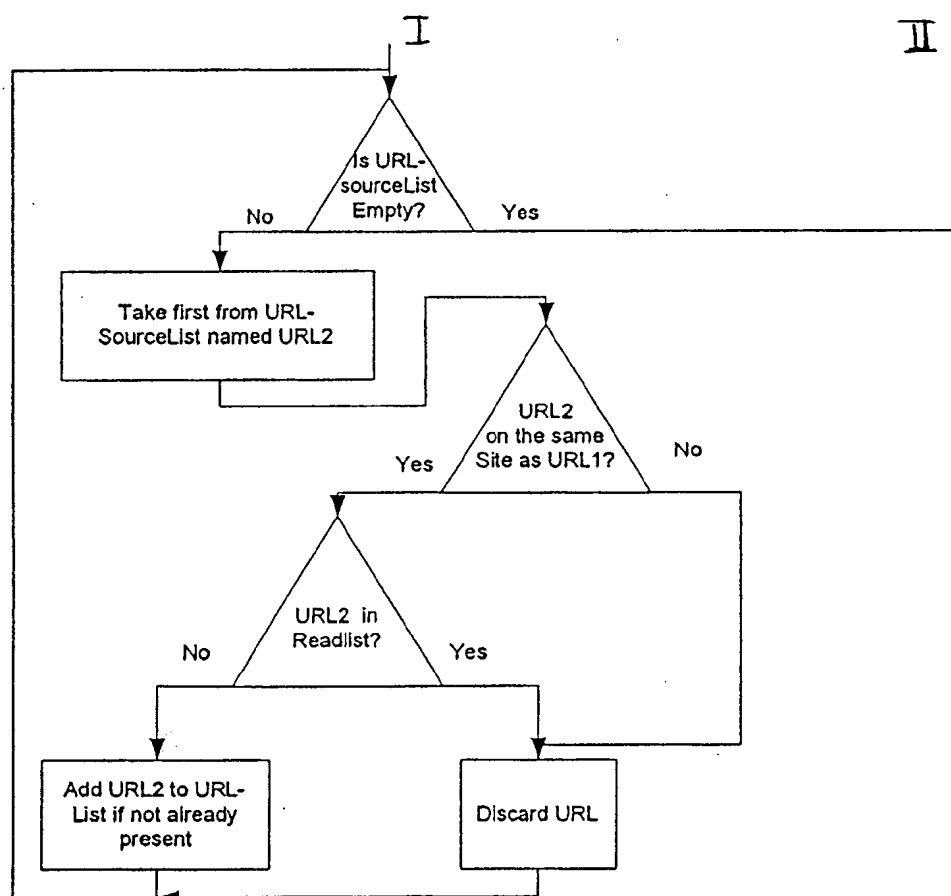 I
II
Is URL-
sourceList
Empty?
No
Yes
Take first from URL-
SourceList named URL2
URL2
on the same
Site as URL1?
Yes
No
URL2 in
Readlist?
No
Yes
Add URL2 to URL-
List if not already
present
Discard URL